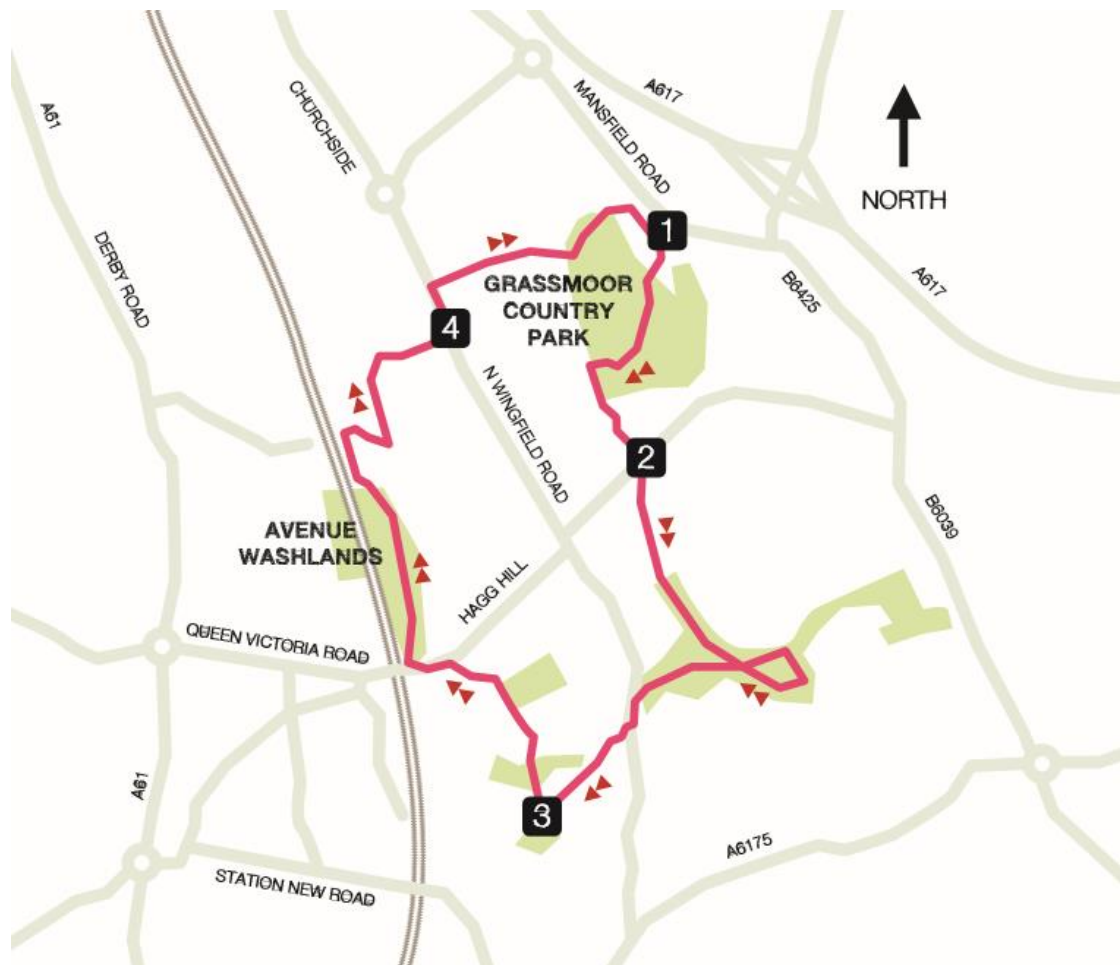 A617
MANSFIELD ROAD
CHURCHSIDE
A61
NORTH
1
DERBY ROAD
GRASSMOOR
COUNTRY
PARK
B6425
A617
4
N WINGFIELD ROAD
2
AVENUE
WASHLANDS
B6039
HAGG HILL
QUEEN VICTORIA ROAD
A61
3
A6175
STATION NEW ROAD